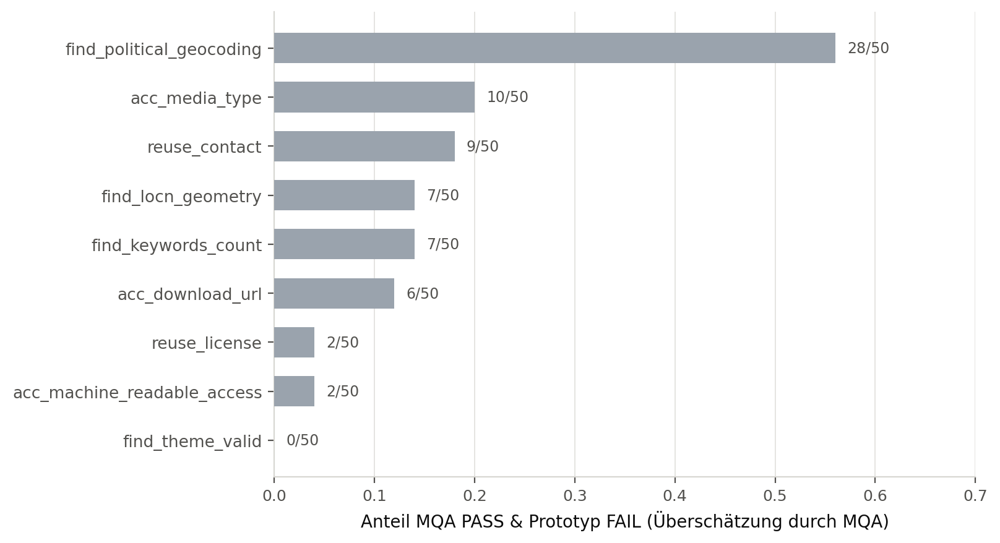 find_political_geocoding 28/50
acc_media_type 10/50
reuse_contact 9/50
find_locn_geometry 7/50
find_keywords_count 7/50
acc_download_url 6/50
reuse_license 2/50
acc_machine_readable_access 2/50
find_theme_valid 0/50
0.0 0.1 0.2 0.3 0.4 0.5 0.6 0.7
Anteil MQA PASS & Prototyp FAIL (Überschätzung durch MQA)